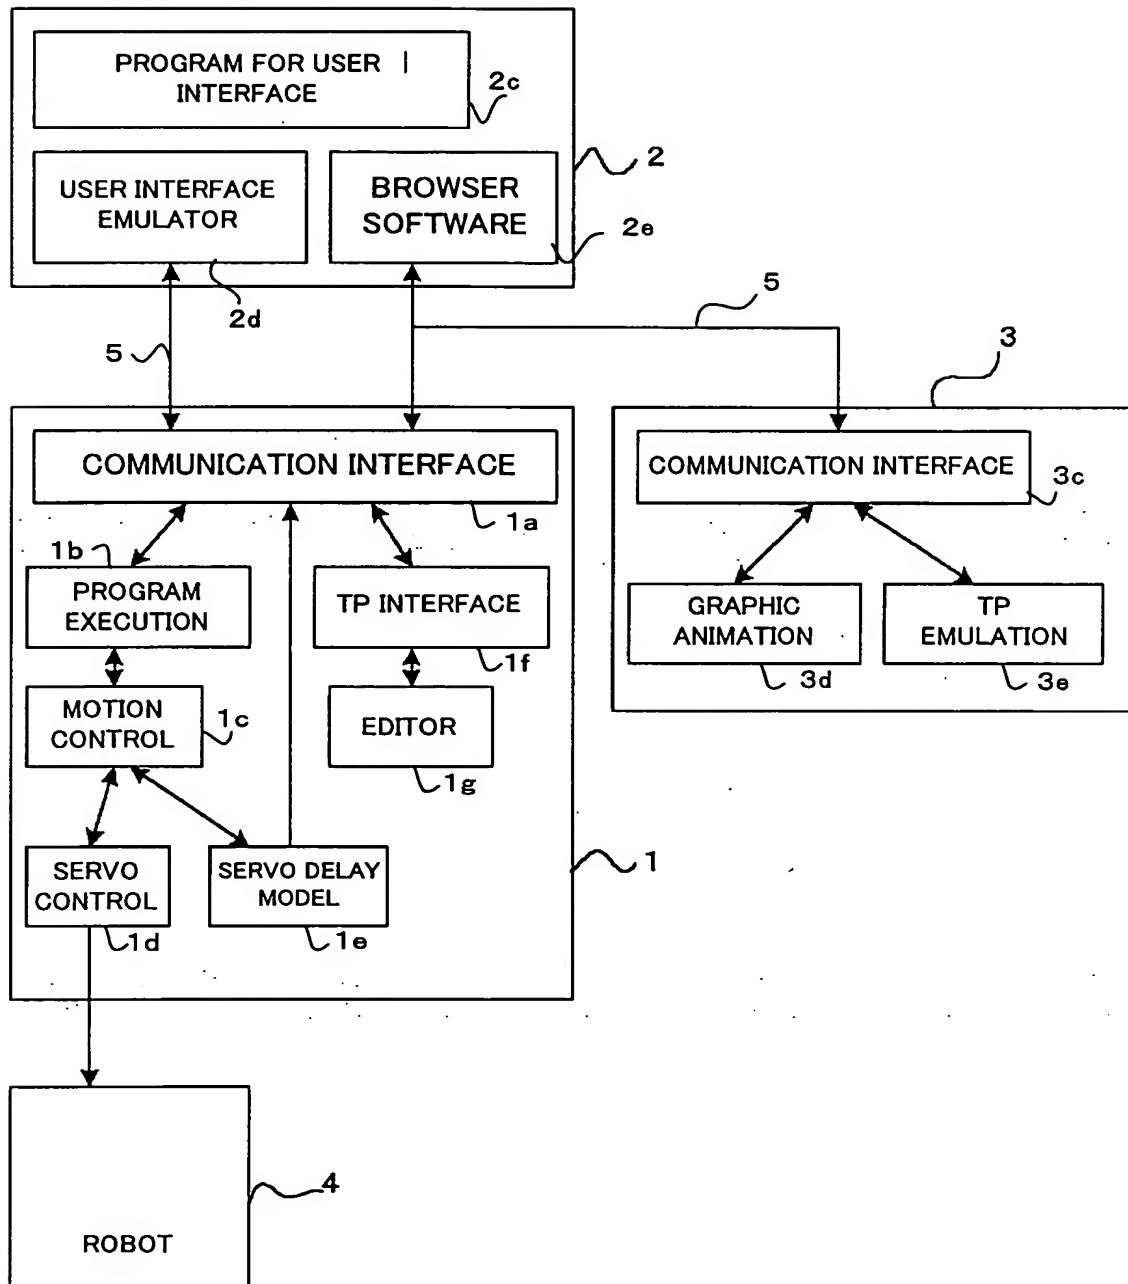 PROGRAM FOR USER
INTERFACE
2c
2
USER INTERFACE
EMULATOR
BROWSER
SOFTWARE
2e
2d
5
5
3
COMMUNICATION INTERFACE
1a
COMMUNICATION INTERFACE
3c
1b
PROGRAM
EXECUTION
TP INTERFACE
1f
GRAPHIC
ANIMATION
3d
TP
EMULATION
3e
MOTION
CONTROL
1c
EDITOR
1g
SERVO
CONTROL
1d
SERVO DELAY
MODEL
1e
1
4
ROBOT